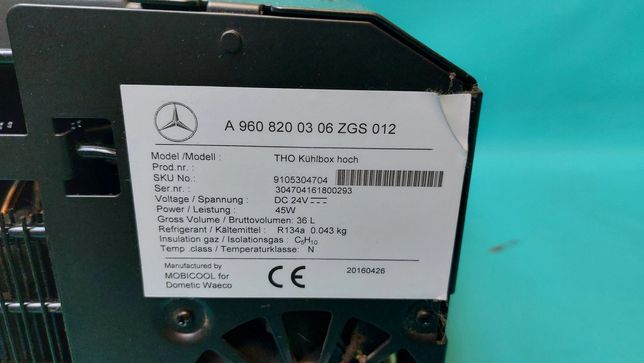 A 960 820 03 06 ZGS 012
Model /Modell : THO Kühlbox hoch
Prod.nr. :
SKU No.: 9105304704
Ser.nr. : 304704161800293
Voltage / Spannung : DC 24V
Power / Leistung : 45W
Gross Volume / Bruttovolumen: 36 L
Refrigerant / Kältemittel : R134a 0.043 kg
Insulation gaz / Isolationsgas : C₅H₁₀
Temp .class / Temperaturklasse: N
Manufactured by
MOBICOOL for
Dometic Waeco
CE
20160426